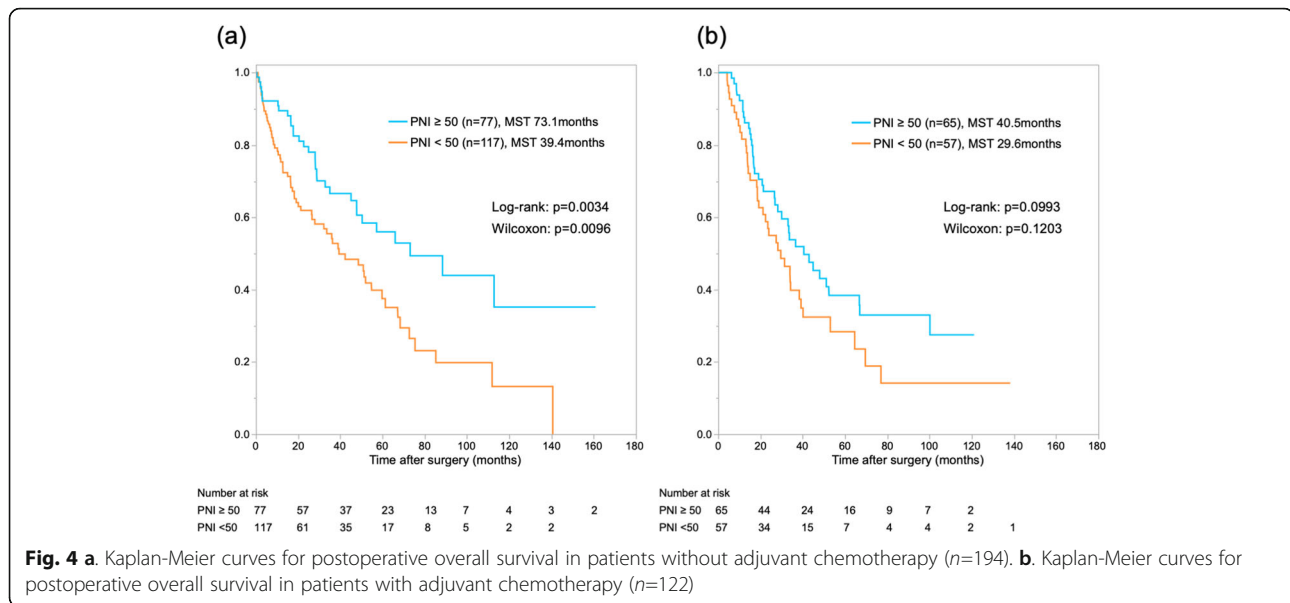 (a)
1.0
0.8
0.6
0.4
0.2
0.0
PNI ≥ 50 (n=77), MST 73.1months
PNI < 50 (n=117), MST 39.4months
Log-rank: p=0.0034
Wilcoxon: p=0.0096
0 20 40 60 80 100 120 140 160 180
Time after surgery (months)
Number at risk
PNI ≥ 50 77 57 37 23 13 7 4 3 2
PNI <50 117 61 35 17 8 5 2 2
(b)
1.0
0.8
0.6
0.4
0.2
0.0
PNI ≥ 50 (n=65), MST 40.5months
PNI < 50 (n=57), MST 29.6months
Log-rank: p=0.0993
Wilcoxon: p=0.1203
0 20 40 60 80 100 120 140 160 180
Time after surgery (months)
Number at risk
PNI ≥ 50 65 44 24 16 9 7 2
PNI <50 57 34 15 7 4 4 2 1
Fig. 4 a. Kaplan-Meier curves for postoperative overall survival in patients without adjuvant chemotherapy (n=194). b. Kaplan-Meier curves for
postoperative overall survival in patients with adjuvant chemotherapy (n=122)